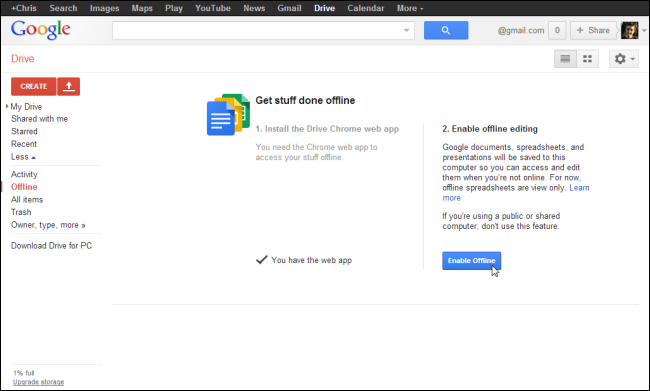 +Chris Search Images Maps Play YouTube News Gmail Drive Calendar More
Google
@gmail.com 0 + Share
Drive
CREATE
My Drive
Shared with me
Starred
Recent
Less
Activity
Offline
All items
Trash
Owner, type, more »
Download Drive for PC
Get stuff done offline
1. Install the Drive Chrome web app
You need the Chrome web app to
access your stuff offline.
You have the web app
2. Enable offline editing
Google documents, spreadsheets, and
presentations will be saved to this
computer so you can access and edit
them when you're not online. For now,
offline spreadsheets are view only. Learn
more
If you're using a public or shared
computer, don't use this feature.
Enable Offline
1% full
Upgrade storage